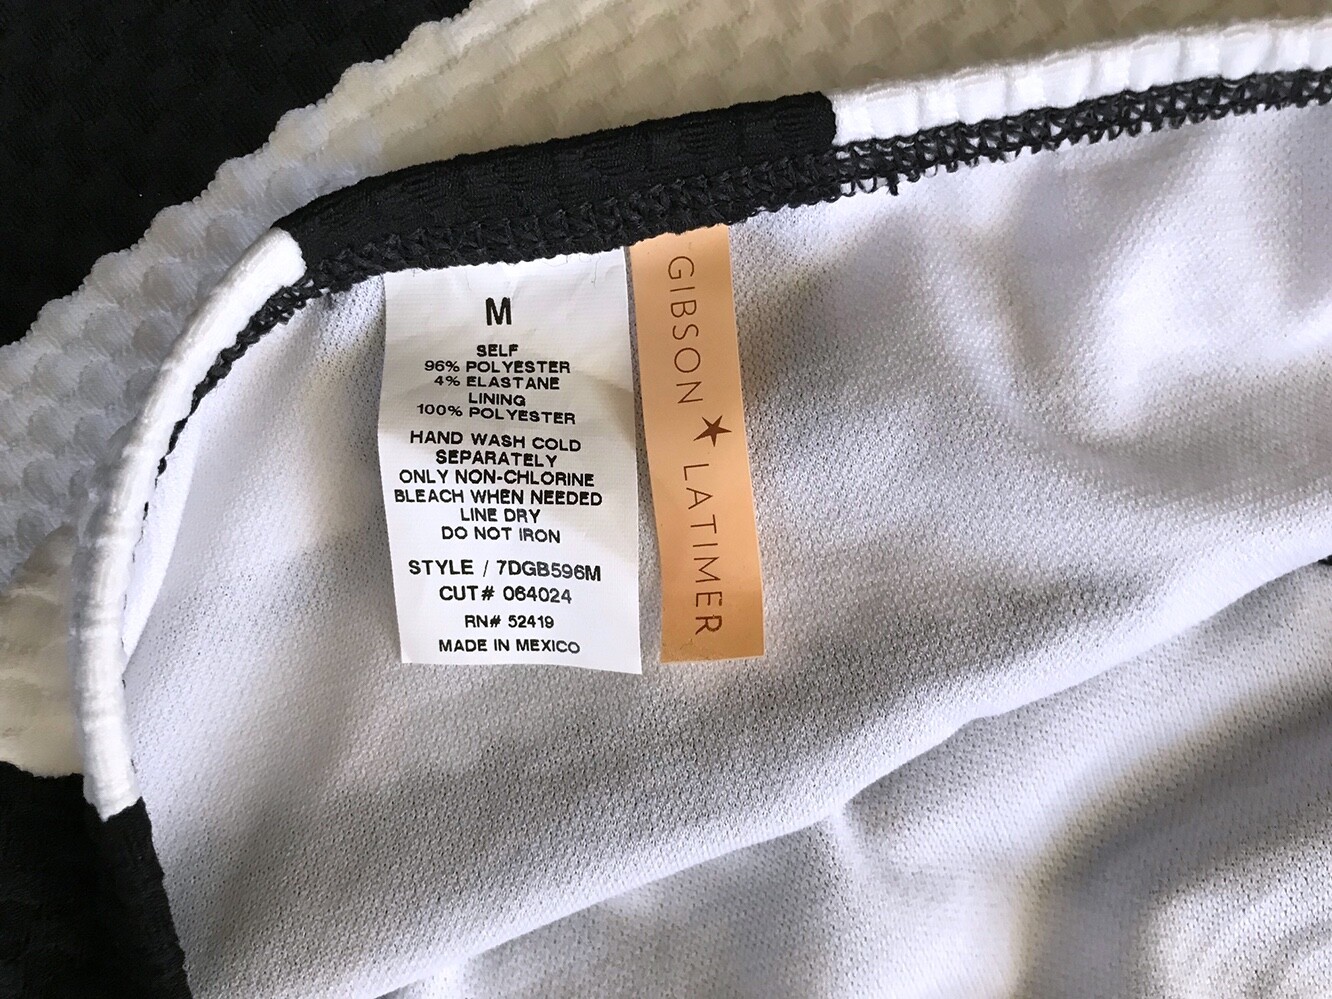 M
SELF
96% POLYESTER
4% ELASTANE
LINING
100% POLYESTER
HAND WASH COLD
SEPARATELY
ONLY NON-CHLORINE
BLEACH WHEN NEEDED
LINE DRY
DO NOT IRON
STYLE / 7DGB596M
CUT# 064024
RN# 52419
MADE IN MEXICO
GIBSON ★ LATIMER